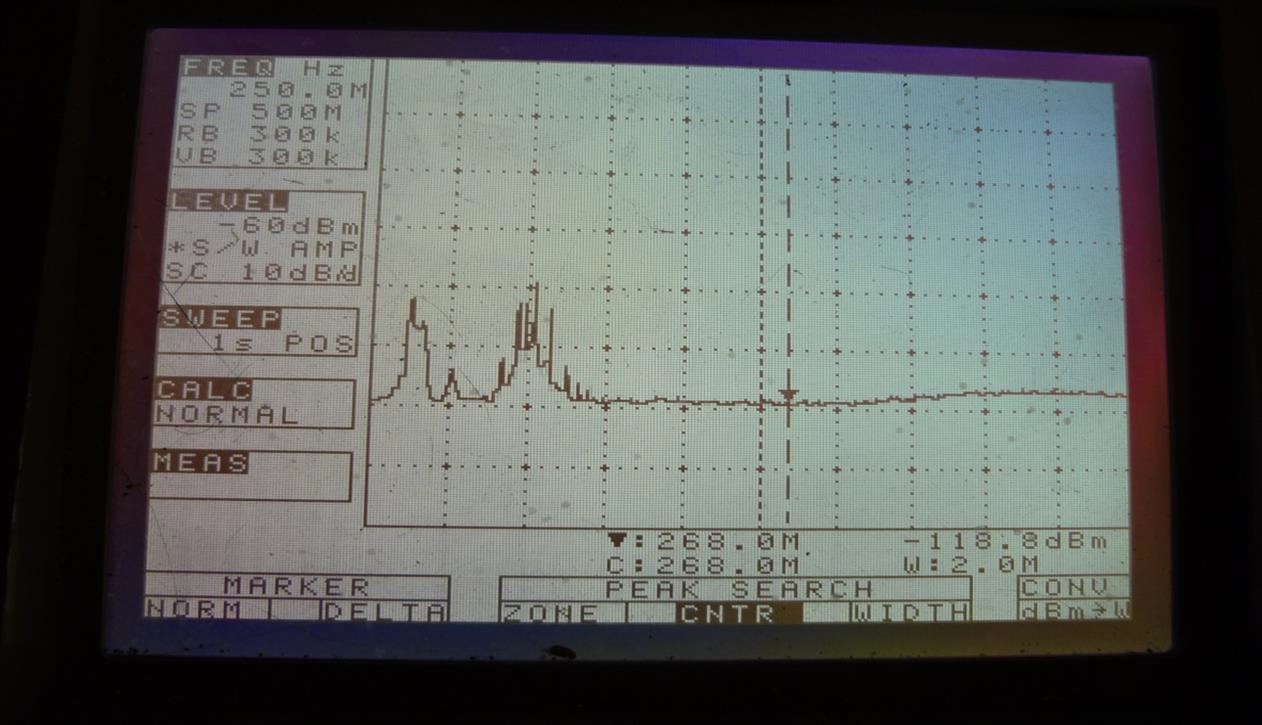 FREQ Hz
250.0M
SP 500M
RB 300k
VB 300k
LEVEL
-60dBm
*S/W AMP
SC 10dB/d
SWEEP
1s POS
CALC
NORMAL
MEAS
▼:268.0M -118.8dBm
C:268.0M W:2.0M
MARKER PEAK SEARCH CONV
NORM DELTA ZONE CNTR WIDTH dBm→W